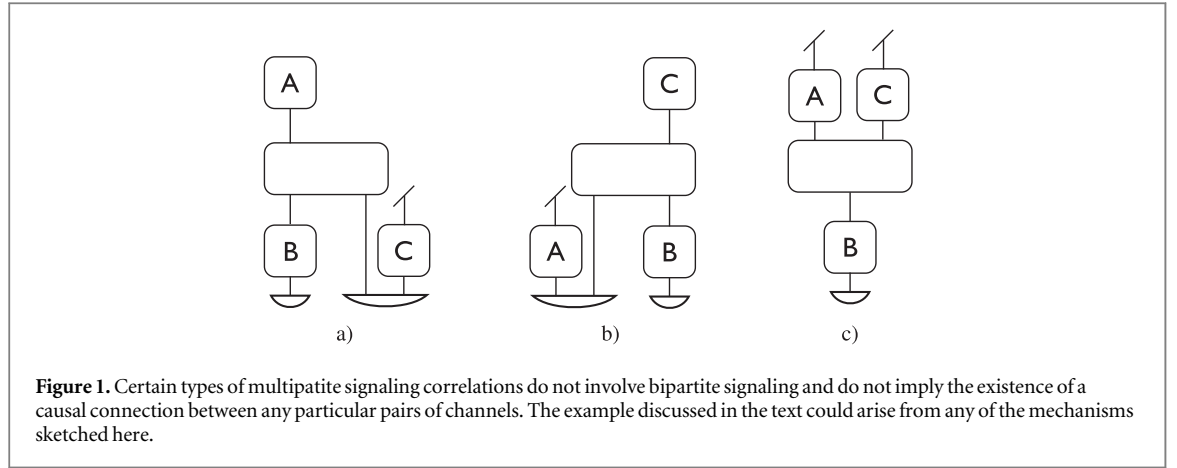 A
C
A
C
B
C
A
B
B
a)
b)
c)
Figure 1. Certain types of multipatite signaling correlations do not involve bipartite signaling and do not imply the existence of a
causal connection between any particular pairs of channels. The example discussed in the text could arise from any of the mechanisms
sketched here.